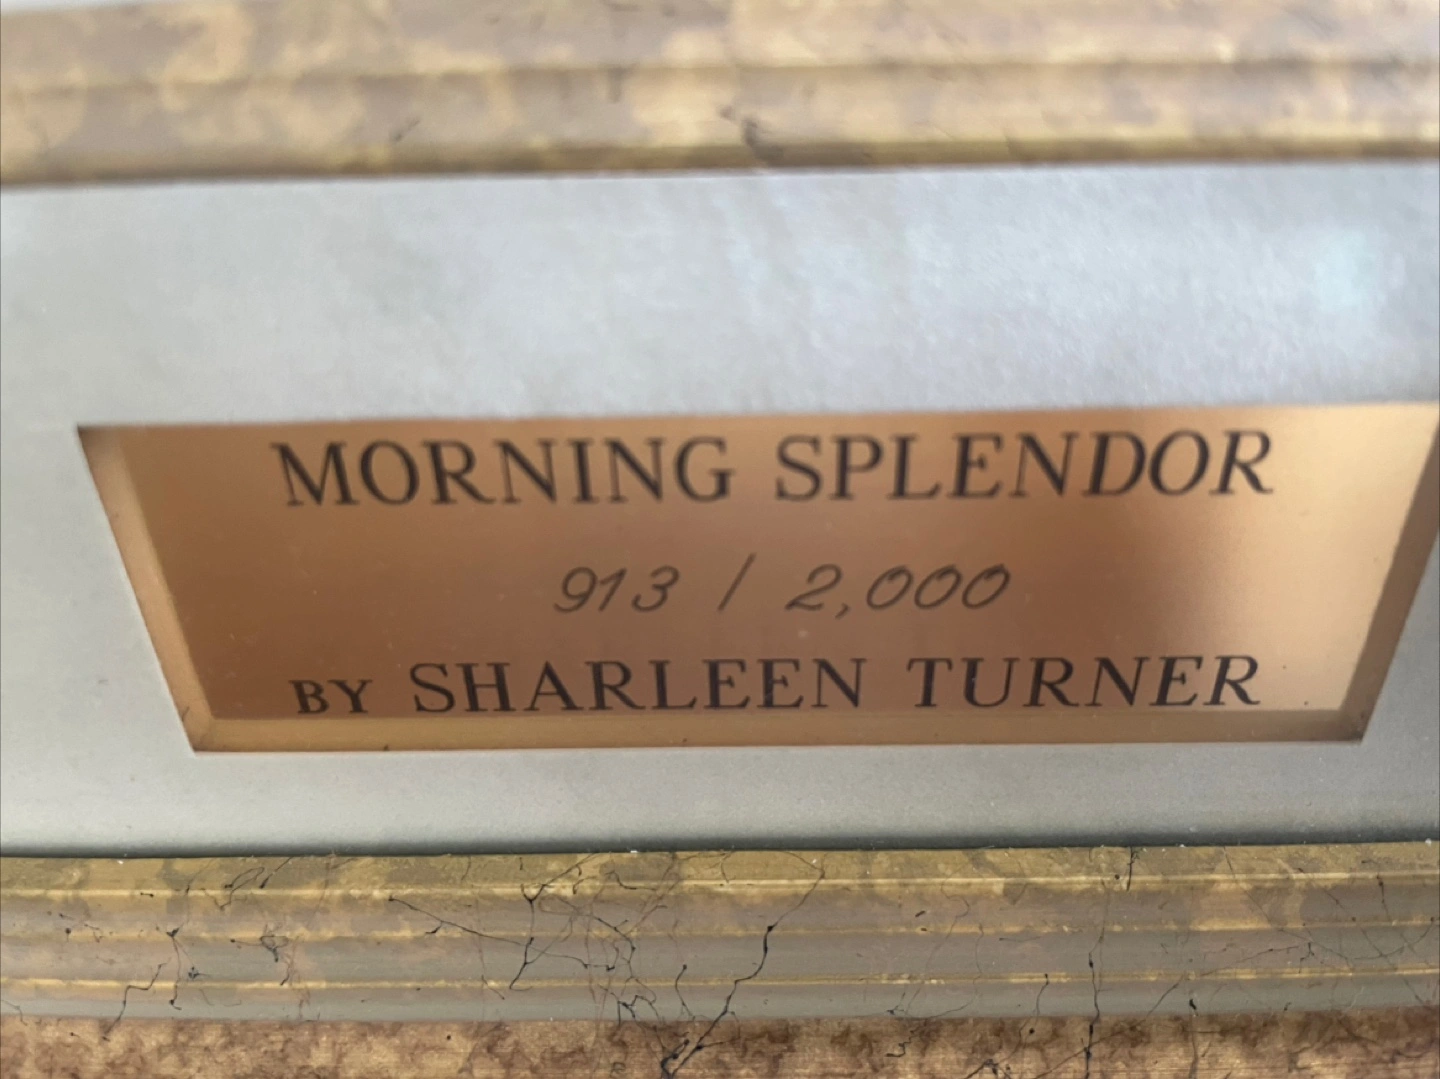 MORNING SPLENDOR
913 / 2,000
BY SHARLEEN TURNER